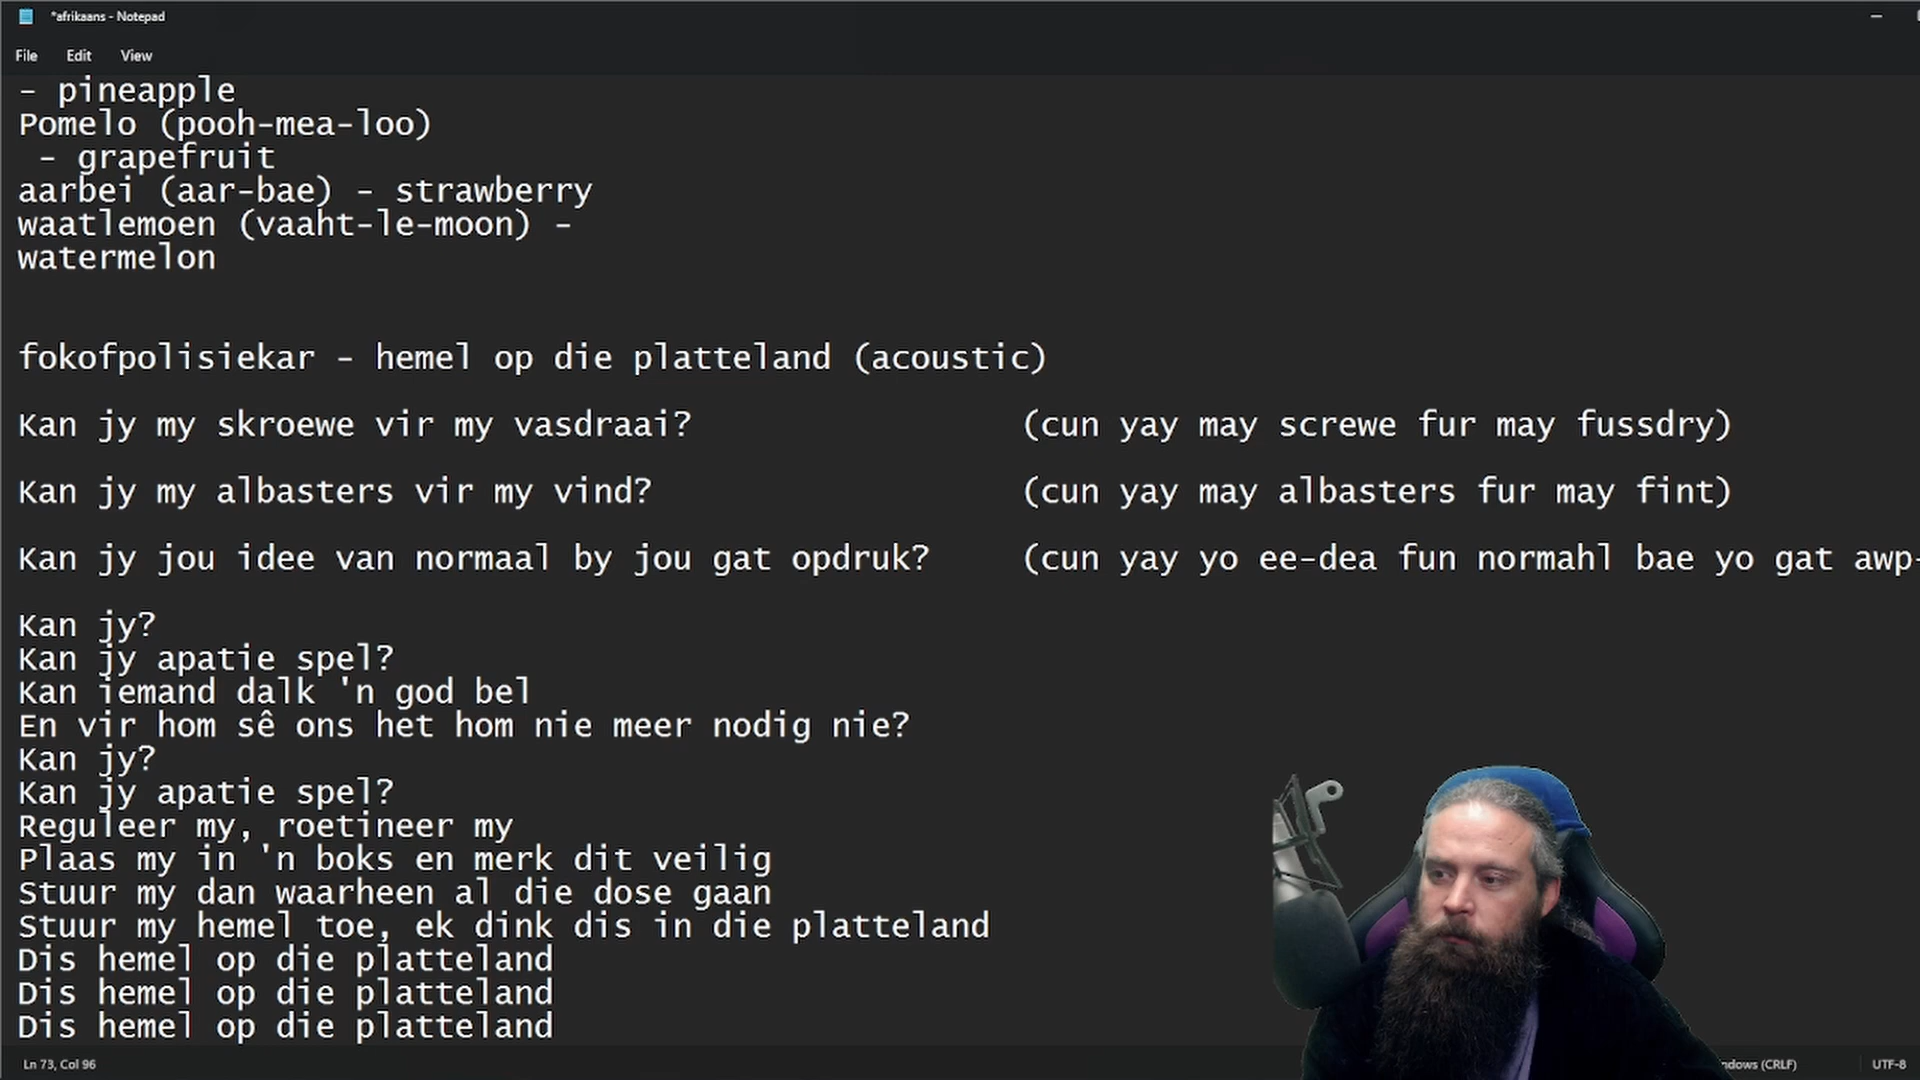 *afrikaans - Notepad
File Edit View
- pineapple
Pomelo (pooh-mea-loo)
- grapefruit
aarbei (aar-bae) - strawberry
waatlemoen (vaaht-le-moon) -
watermelon
fokofpolisiekar - hemel op die platteland (acoustic)
Kan jy my skroewe vir my vasdraai? (cun yay may screwe fur may fussdry)
Kan jy my albasters vir my vind? (cun yay may albasters fur may fint)
Kan jy jou idee van normaal by jou gat opdruk? (cun yay yo ee-dea fun normahl bae yo gat awp-
Kan jy?
Kan jy apatie spel?
Kan iemand dalk 'n god bel
En vir hom sê ons het hom nie meer nodig nie?
Kan jy?
Kan jy apatie spel?
Reguleer my, roetineer my
Plaas my in 'n boks en merk dit veilig
Stuur my dan waarheen al die dose gaan
Stuur my hemel toe, ek dink dis in die platteland
Dis hemel op die platteland
Dis hemel op die platteland
Dis hemel op die platteland
Ln 73, Col 96 ndows (CRLF) UTF-8